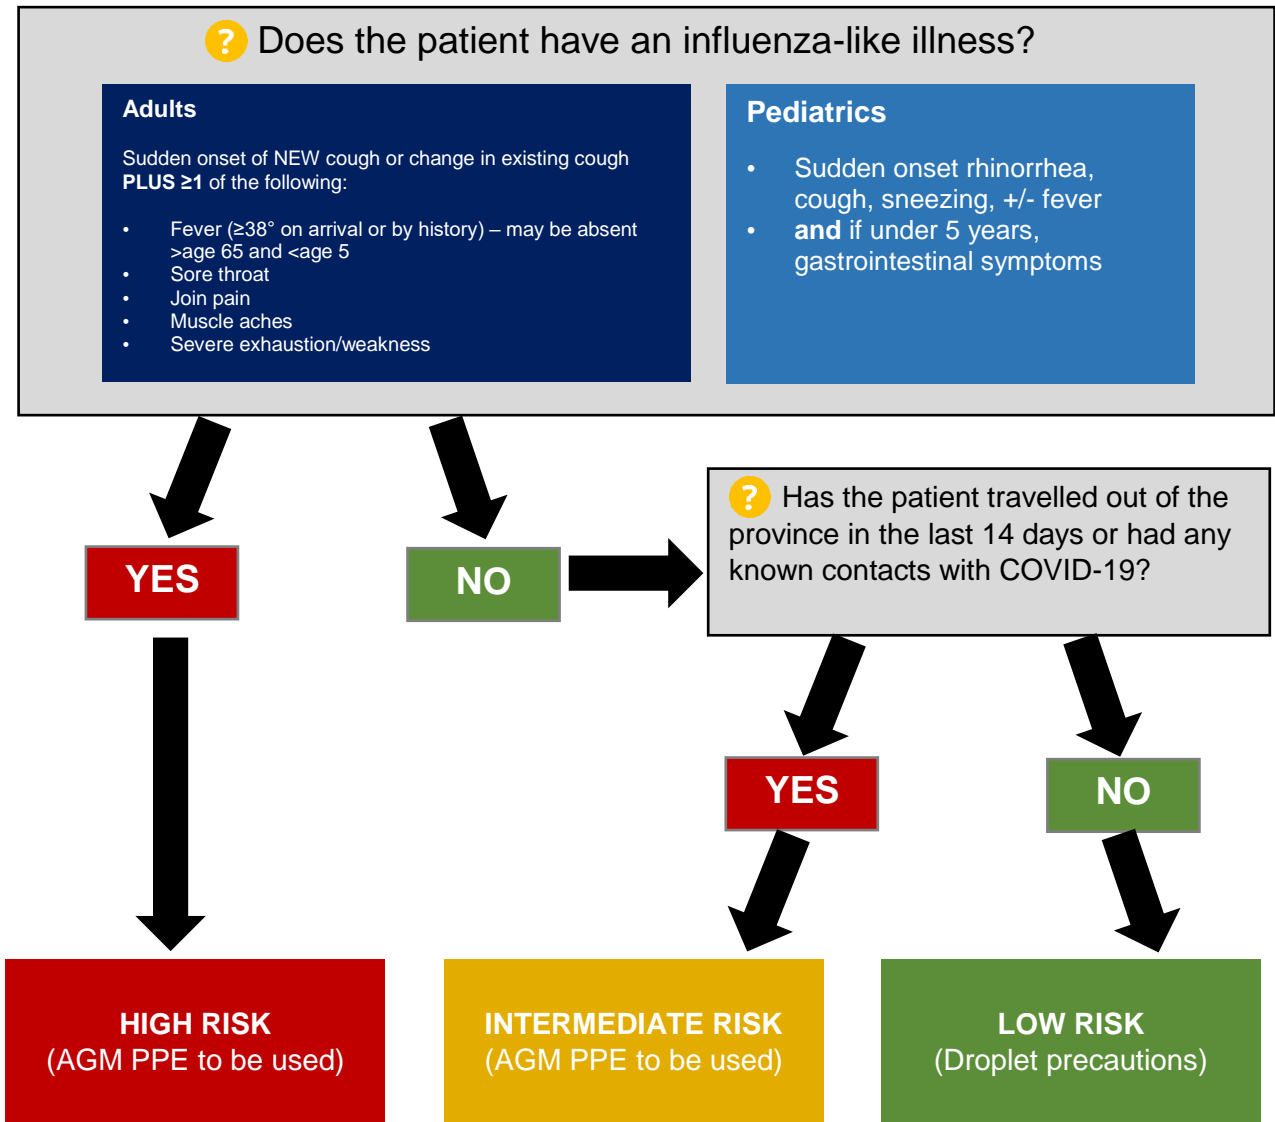 ? Does the patient have an influenza-like illness?
Adults
Sudden onset of NEW cough or change in existing cough
PLUS ≥1 of the following:
• Fever (≥38° on arrival or by history) – may be absent
>age 65 and <age 5
• Sore throat
• Join pain
• Muscle aches
• Severe exhaustion/weakness
Pediatrics
• Sudden onset rhinorrhea,
cough, sneezing, +/- fever
• and if under 5 years,
gastrointestinal symptoms
YES
NO
? Has the patient travelled out of the
province in the last 14 days or had any
known contacts with COVID-19?
YES
NO
HIGH RISK
(AGM PPE to be used)
INTERMEDIATE RISK
(AGM PPE to be used)
LOW RISK
(Droplet precautions)